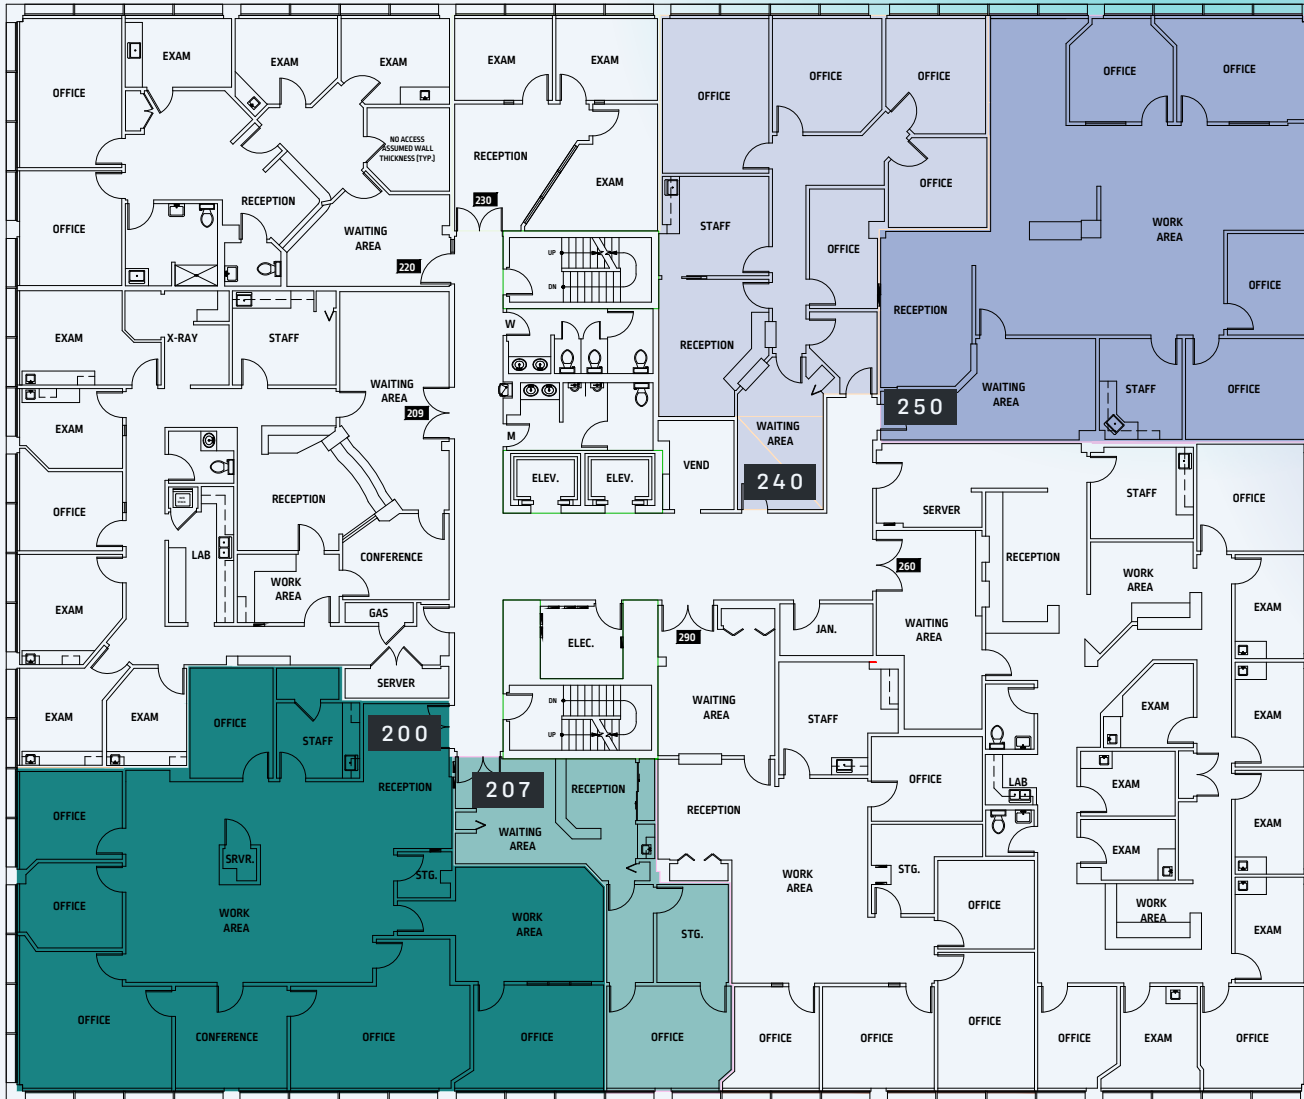 EXAM
EXAM
EXAM
EXAM
EXAM
OFFICE
OFFICE
OFFICE
OFFICE
OFFICE
OFFICE
NO ACCESS
ASSUMED WALL
THICKNESS (TYP.)
RECEPTION
EXAM
OFFICE
230
RECEPTION
OFFICE
WAITING
AREA
220
STAFF
OFFICE
WORK
AREA
UP
DN
OFFICE
RECEPTION
EXAM
X-RAY
STAFF
W
RECEPTION
WAITING
AREA
209
WAITING
AREA
STAFF
OFFICE
250
EXAM
M
WAITING
AREA
VEND
ELEV.
ELEV.
240
RECEPTION
OFFICE
STAFF
OFFICE
SERVER
LAB
CONFERENCE
RECEPTION
260
WORK
AREA
WORK
AREA
EXAM
GAS
EXAM
WAITING
AREA
JAN.
290
ELEC.
SERVER
EXAM
EXAM
OFFICE
STAFF
200
DN
UP
WAITING
AREA
STAFF
EXAM
EXAM
OFFICE
LAB
EXAM
RECEPTION
207
RECEPTION
RECEPTION
OFFICE
WAITING
AREA
EXAM
EXAM
SRVR.
STG.
STG.
WORK
AREA
OFFICE
WORK
AREA
WORK
AREA
STG.
OFFICE
WORK
AREA
EXAM
OFFICE
CONFERENCE
OFFICE
OFFICE
OFFICE
OFFICE
OFFICE
OFFICE
OFFICE
EXAM
OFFICE